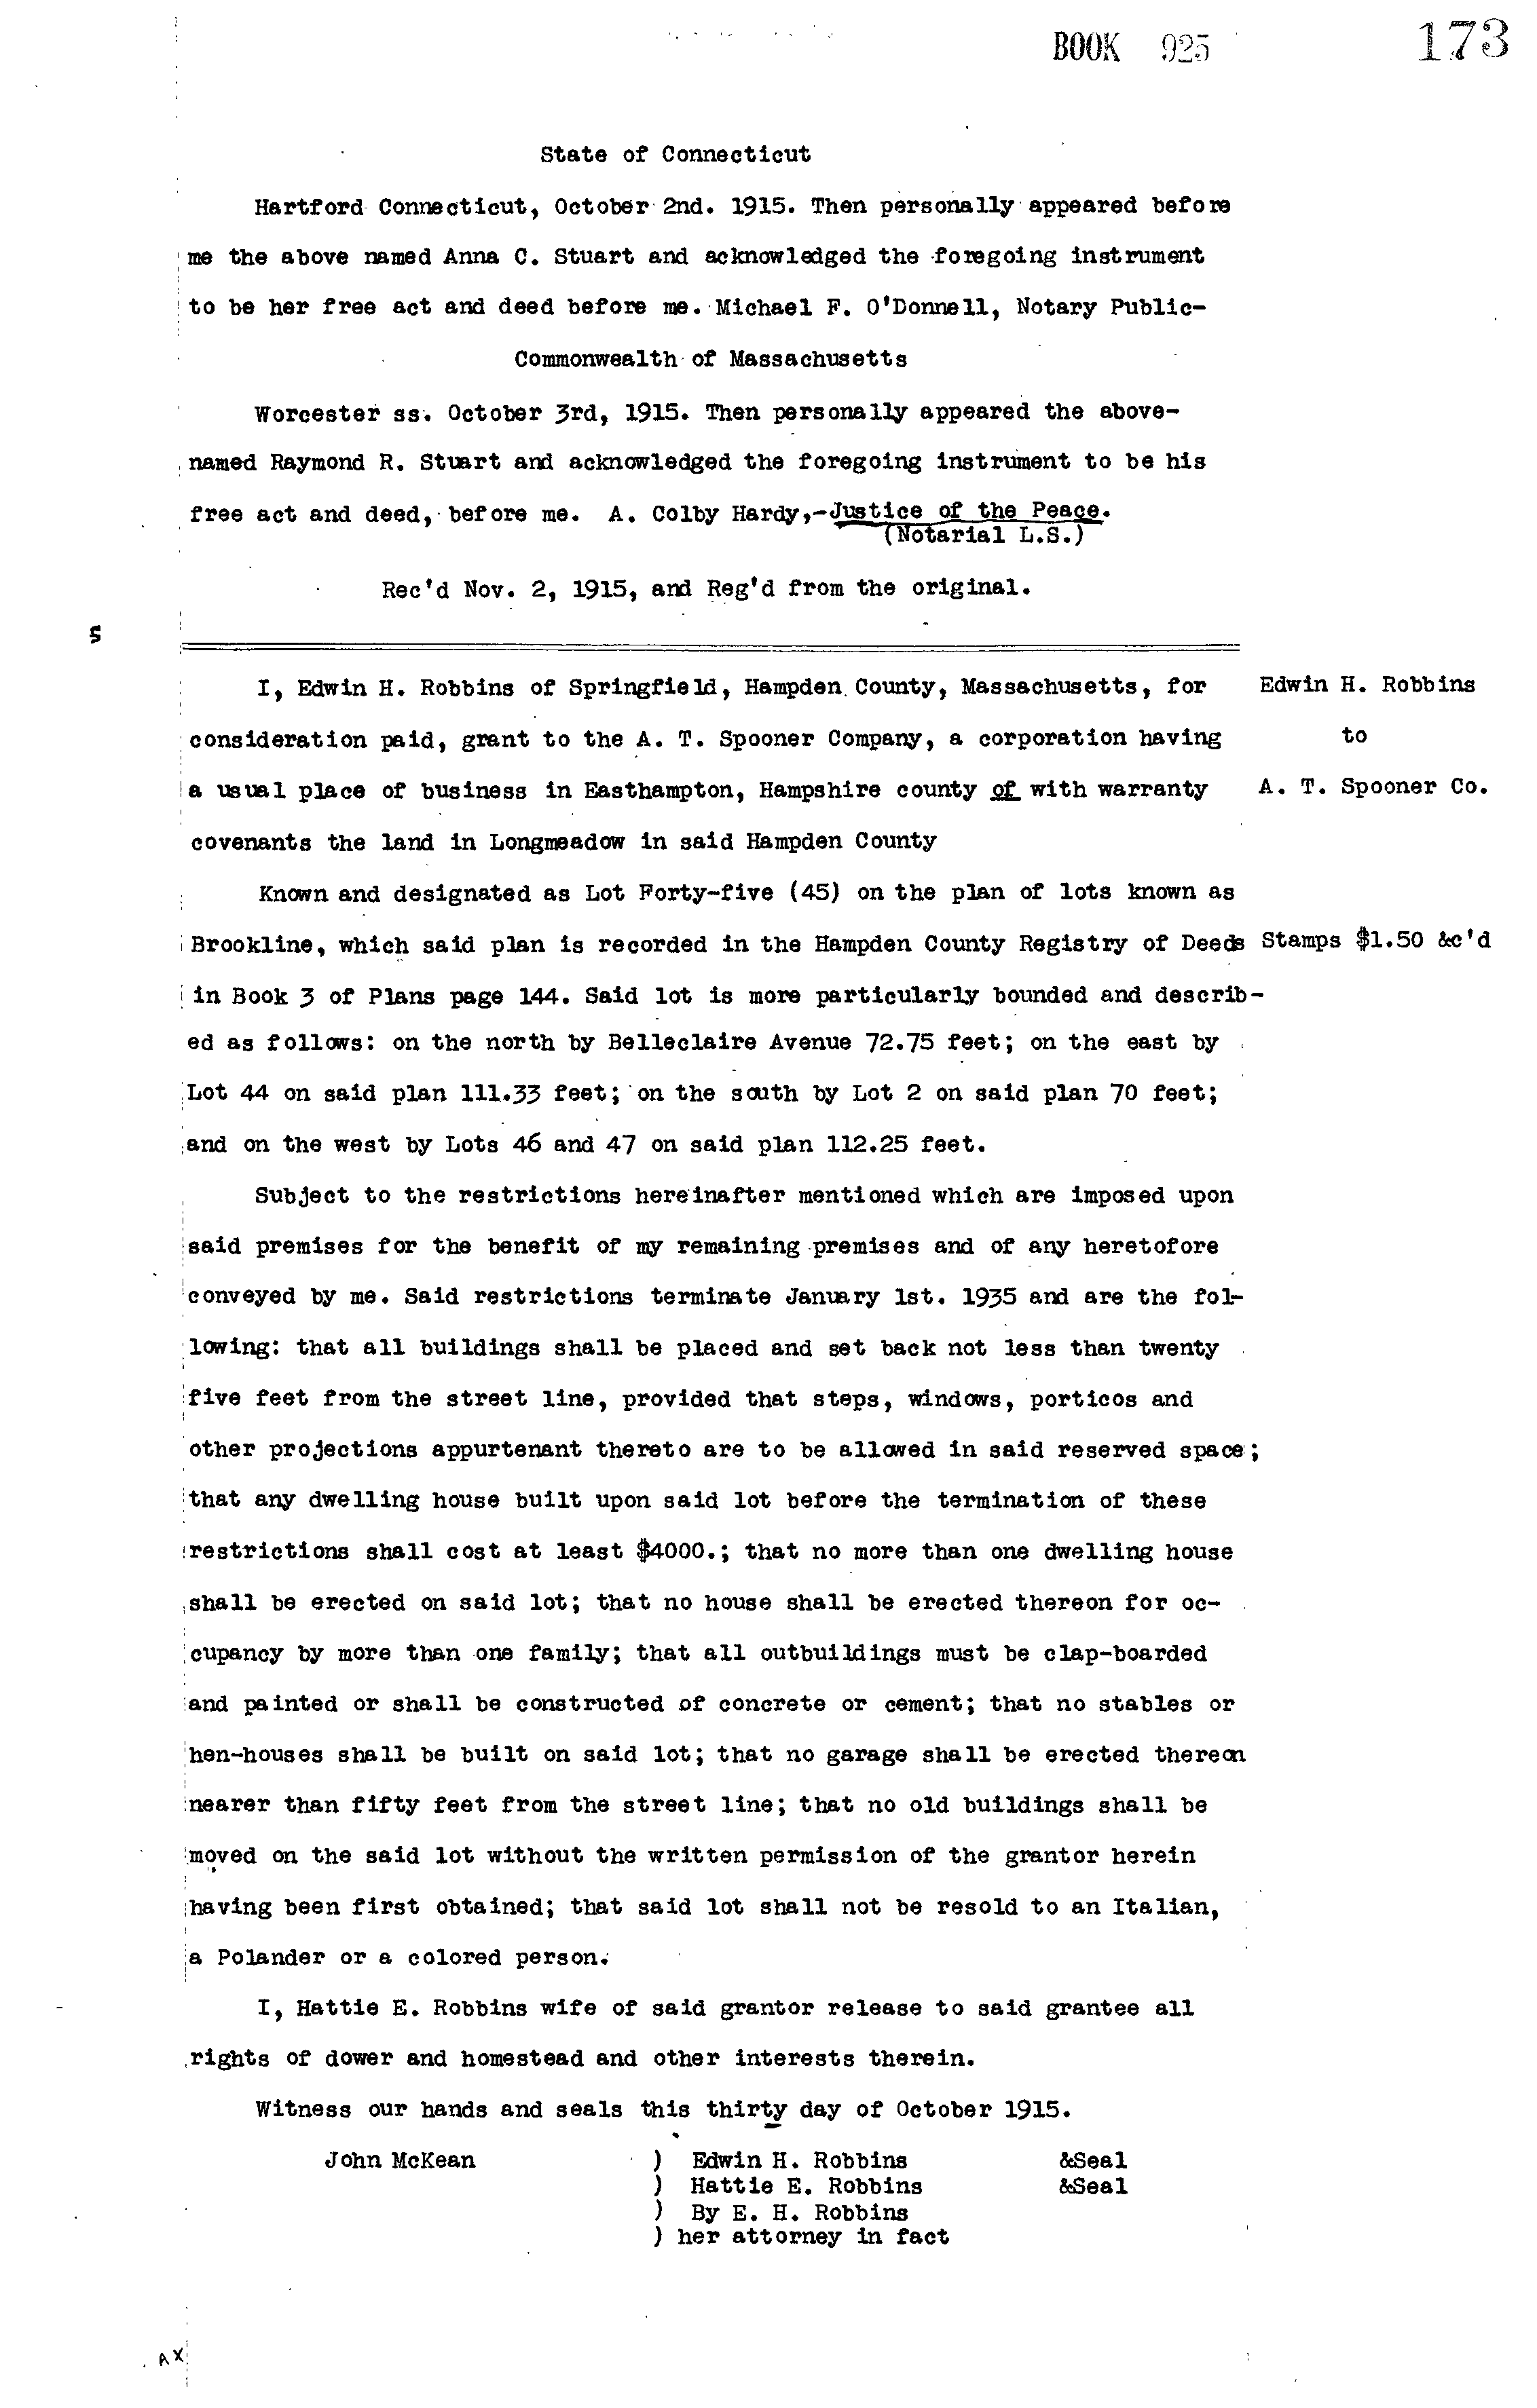 BOOK 925 173
State of Connecticut
Hartford Connecticut, October 2nd. 1915. Then personally appeared before
me the above named Anna C. Stuart and acknowledged the foregoing instrument
to be her free act and deed before me. Michael F. O'Donnell, Notary Public-
Commonwealth of Massachusetts
Worcester ss. October 3rd, 1915. Then personally appeared the above-
named Raymond R. Stuart and acknowledged the foregoing instrument to be his
free act and deed, before me. A. Colby Hardy,-Justice of the Peace.
(Notarial L.S.)
Rec'd Nov. 2, 1915, and Reg'd from the original.
S
I, Edwin H. Robbins of Springfield, Hampden County, Massachusetts, for
Edwin H. Robbins
consideration paid, grant to the A. T. Spooner Company, a corporation having
to
a usual place of business in Easthampton, Hampshire county of with warranty
A. T. Spooner Co.
covenants the land in Longmeadow in said Hampden County
Known and designated as Lot Forty-five (45) on the plan of lots known as
Brookline, which said plan is recorded in the Hampden County Registry of Deeds
Stamps $1.50 &c'd
in Book 3 of Plans page 144. Said lot is more particularly bounded and describ-
ed as follows: on the north by Belleclaire Avenue 72.75 feet; on the east by
Lot 44 on said plan 111.33 feet; on the south by Lot 2 on said plan 70 feet;
and on the west by Lots 46 and 47 on said plan 112.25 feet.
Subject to the restrictions hereinafter mentioned which are imposed upon
said premises for the benefit of my remaining premises and of any heretofore
conveyed by me. Said restrictions terminate January 1st. 1935 and are the fol-
lowing: that all buildings shall be placed and set back not less than twenty
five feet from the street line, provided that steps, windows, porticos and
other projections appurtenant thereto are to be allowed in said reserved space;
that any dwelling house built upon said lot before the termination of these
restrictions shall cost at least $4000.; that no more than one dwelling house
shall be erected on said lot; that no house shall be erected thereon for oc-
cupancy by more than one family; that all outbuildings must be clap-boarded
and painted or shall be constructed of concrete or cement; that no stables or
hen-houses shall be built on said lot; that no garage shall be erected thereon
nearer than fifty feet from the street line; that no old buildings shall be
moved on the said lot without the written permission of the grantor herein
having been first obtained; that said lot shall not be resold to an Italian,
a Polander or a colored person.
I, Hattie E. Robbins wife of said grantor release to said grantee all
rights of dower and homestead and other interests therein.
Witness our hands and seals this thirty day of October 1915.
John McKean ) Edwin H. Robbins &Seal
) Hattie E. Robbins &Seal
) By E. H. Robbins
) her attorney in fact
AX